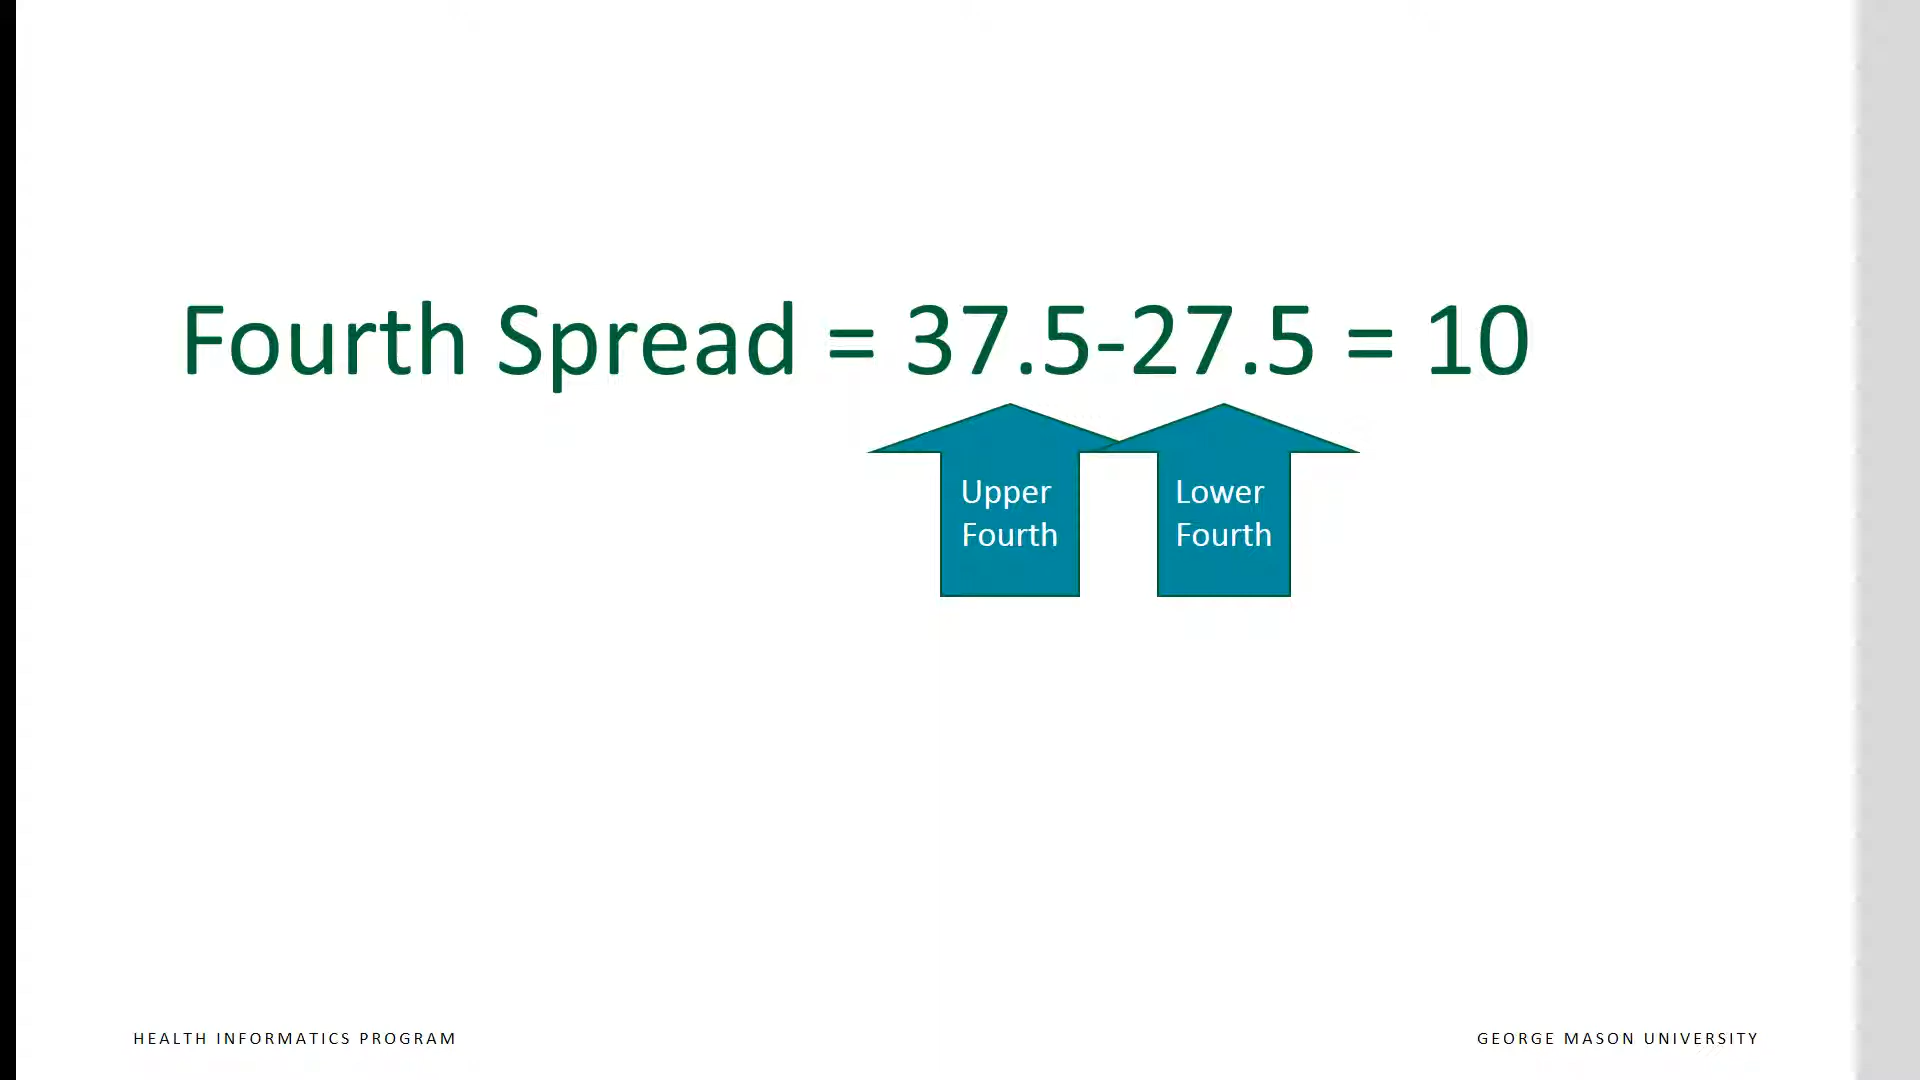 Fourth Spread = 37.5-27.5 = 10
Upper
Fourth
Lower
Fourth
HEALTH INFORMATICS PROGRAM
GEORGE MASON UNIVERSITY